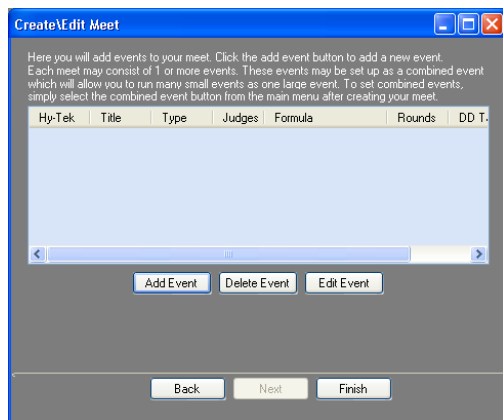 Create\Edit Meet
Here you will add events to your meet. Click the add event button to add a new event.
Each meet may consist of 1 or more events. These events may be set up as a combined event
which will allow you to run many small events as one large event. To set combined events,
simply select the combined event button from the main menu after creating your meet.
Hy-Tek Title Type Judges Formula Rounds DD T
Add Event Delete Event Edit Event
Back Next Finish